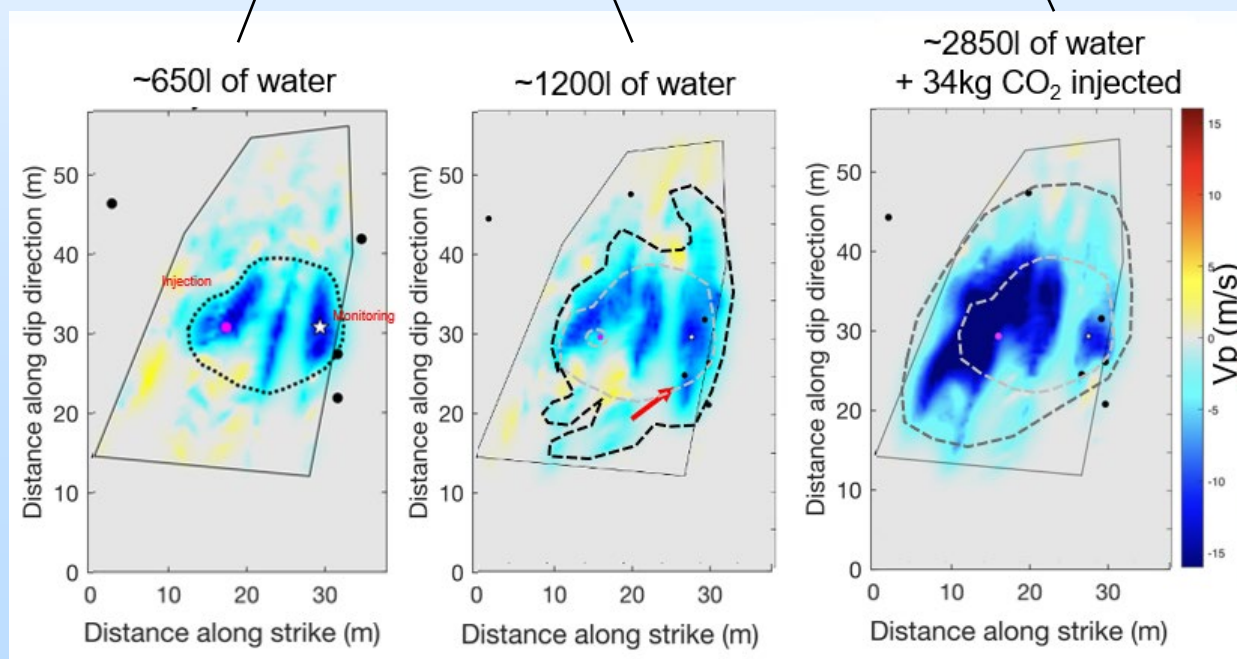 ~650l of water
~1200l of water
~2850l of water
+ 34kg CO₂ injected
Distance along dip direction (m)
50
40
30
20
10
0
Injection
Monitoring
0
10
20
30
Distance along strike (m)
Distance along dip direction (m)
50
40
30
20
10
0
0
10
20
30
Distance along strike (m)
Distance along dip direction (m)
50
40
30
20
10
0
0
10
20
30
Distance along strike (m)
15
10
5
0
-5
-10
-15
Vp (m/s)